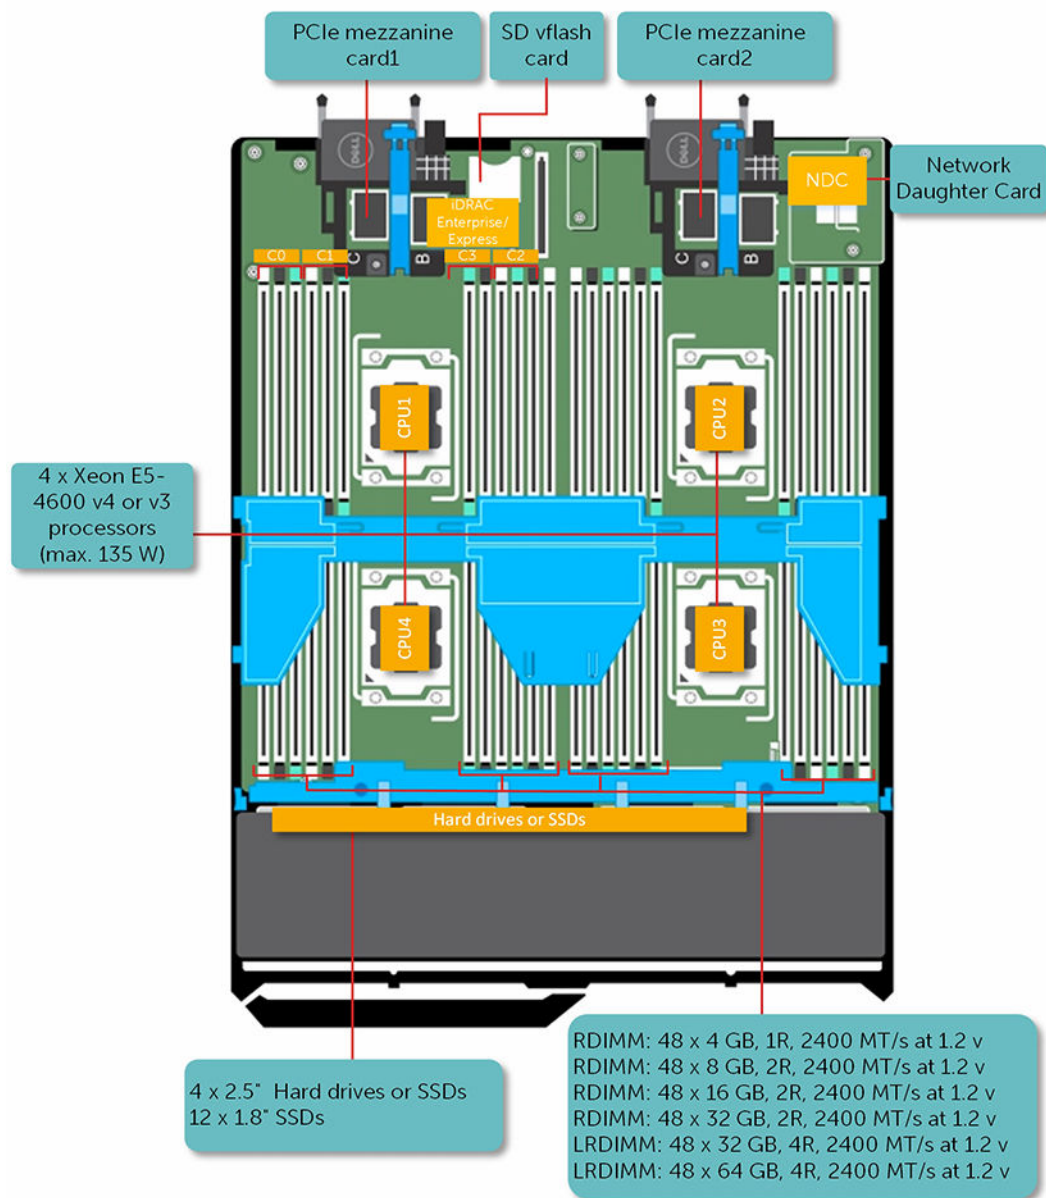 PCIe mezzanine
card1
SD vflash
card
PCIe mezzanine
card2
DELL
DELL
NDC
Network
Daughter Card
iDRAC
Enterprise/
Express
C0
C1
C3
C2
C
B
C
B
CPU1
CPU2
4 x Xeon E5-
4600 v4 or v3
processors
(max. 135 W)
CPU4
CPU3
Hard drives or SSDs
4 x 2.5" Hard drives or SSDs
12 x 1.8" SSDs
RDIMM: 48 x 4 GB, 1R, 2400 MT/s at 1.2 v
RDIMM: 48 x 8 GB, 2R, 2400 MT/s at 1.2 v
RDIMM: 48 x 16 GB, 2R, 2400 MT/s at 1.2 v
RDIMM: 48 x 32 GB, 2R, 2400 MT/s at 1.2 v
LRDIMM: 48 x 32 GB, 4R, 2400 MT/s at 1.2 v
LRDIMM: 48 x 64 GB, 4R, 2400 MT/s at 1.2 v